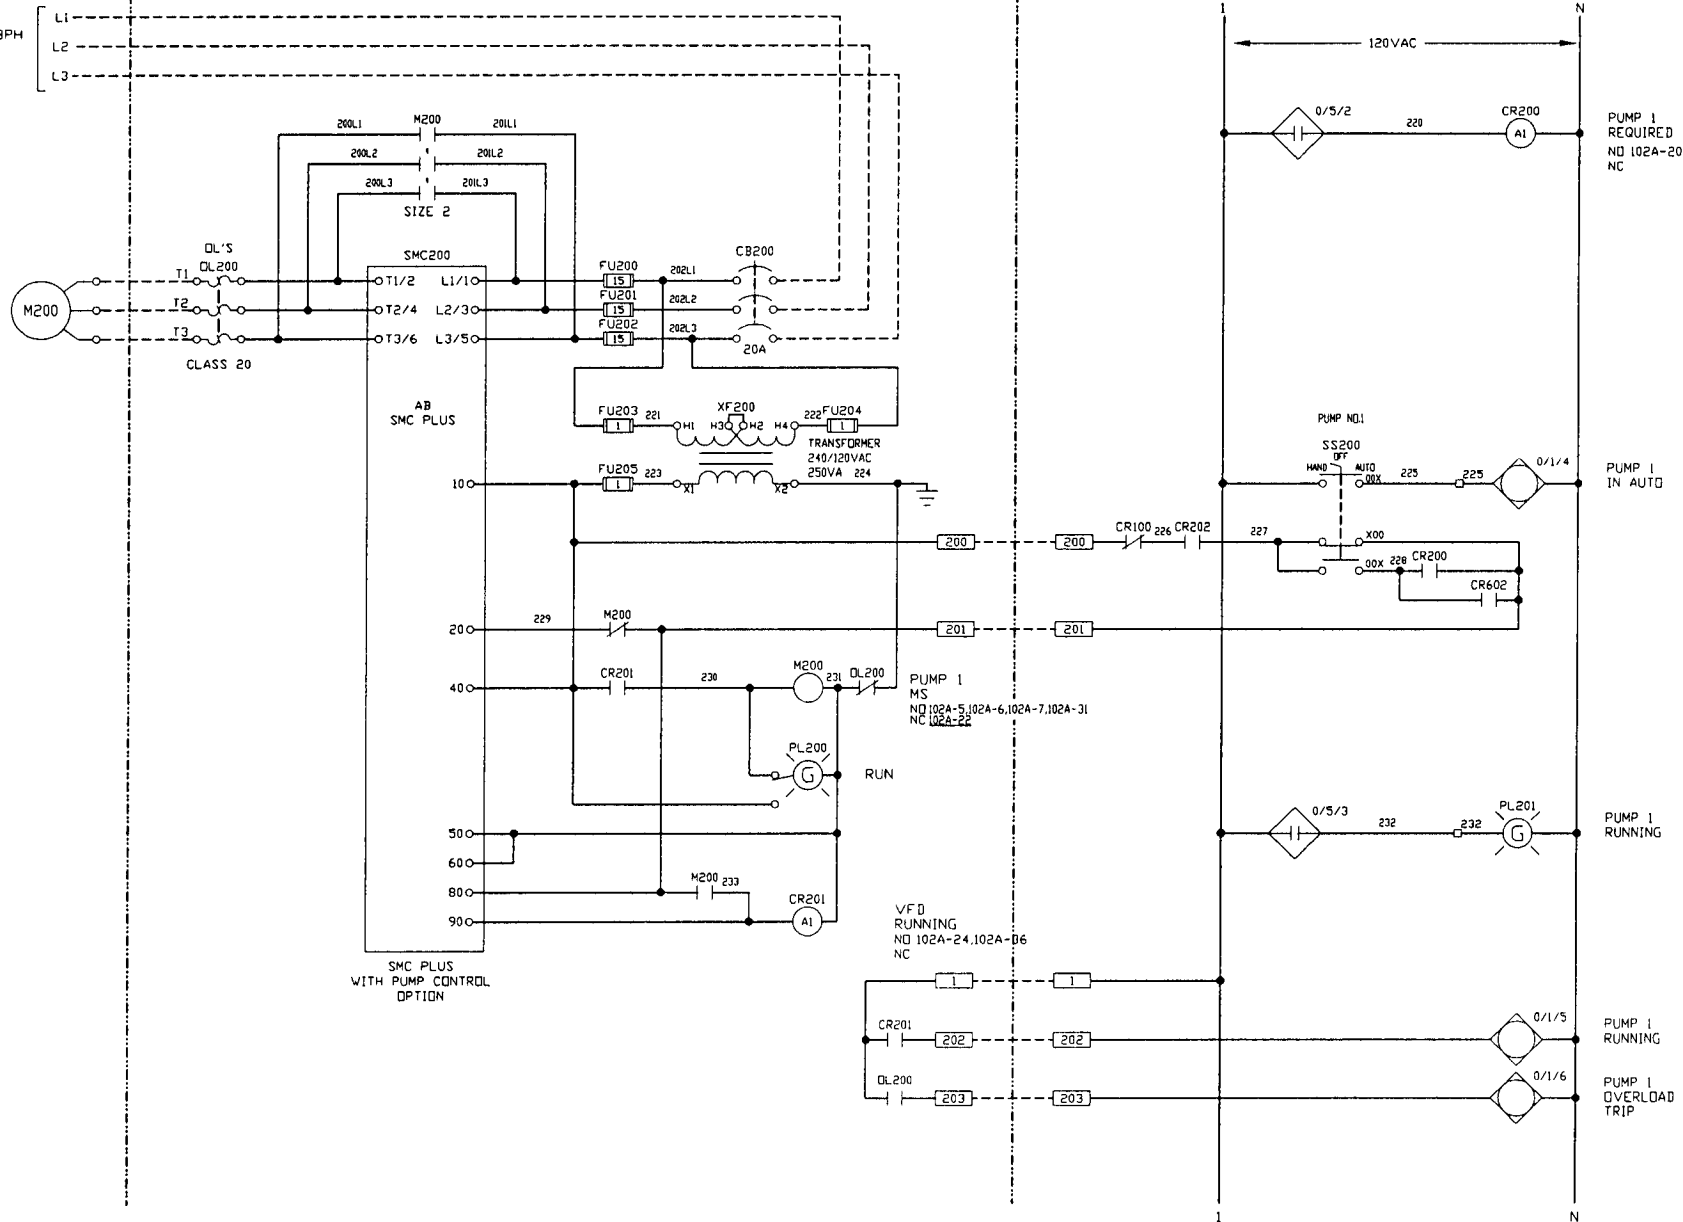 1
N
L1
3PH
L2
L3
120VAC
200L1 M200 201L1
200L2 201L2
200L3 201L3
SIZE 2
0/5/2 220 CR200
A1
PUMP 1
REQUIRED
NO 102A-20
NC
OL'S
OL200
SMC200
FU200
15
202L1
CB200
T1
T1/2 L1/1
M200
T2
T2/4 L2/3
FU201
15
202L2
T3
T3/6 L3/5
FU202
15
202L3
20A
CLASS 20
AB
SMC PLUS
FU203
1
221
XF200
222
FU204
1
H1 H3 H2 H4
TRANSFORMER
240/120VAC
250VA 224
10
FU205
1
223
X1 X2
PUMP NO.1
SS200
OFF
HAND AUTO
00X
225
225
0/1/4
PUMP 1
IN AUTO
200
200
CR100 226 CR202
227
X00
00X 228 CR200
CR602
20
229
M200
201
201
40
CR201
230
M200
231
OL200
PUMP 1
MS
NO 102A-5,102A-6,102A-7,102A-31
NC 102A-22
PL200
G
RUN
50
60
80
M200 233
90
CR201
A1
0/5/3
232
232
PL201
G
PUMP 1
RUNNING
VFD
RUNNING
NO 102A-24,102A-06
NC
SMC PLUS
WITH PUMP CONTROL
OPTION
1
1
CR201
202
202
0/1/5
PUMP 1
RUNNING
OL200
203
203
0/1/6
PUMP 1
OVERLOAD
TRIP
1
N